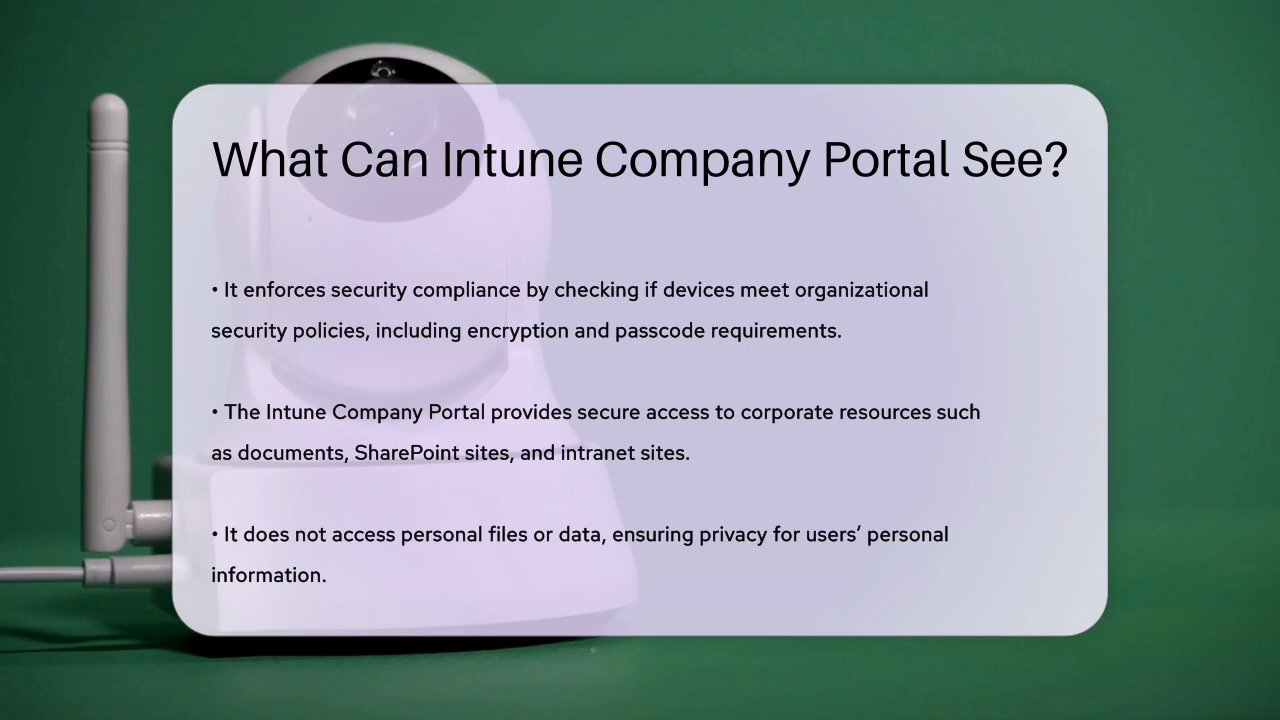 What Can Intune Company Portal See?
• It enforces security compliance by checking if devices meet organizational
security policies, including encryption and passcode requirements.
• The Intune Company Portal provides secure access to corporate resources such
as documents, SharePoint sites, and intranet sites.
• It does not access personal files or data, ensuring privacy for users’ personal
information.